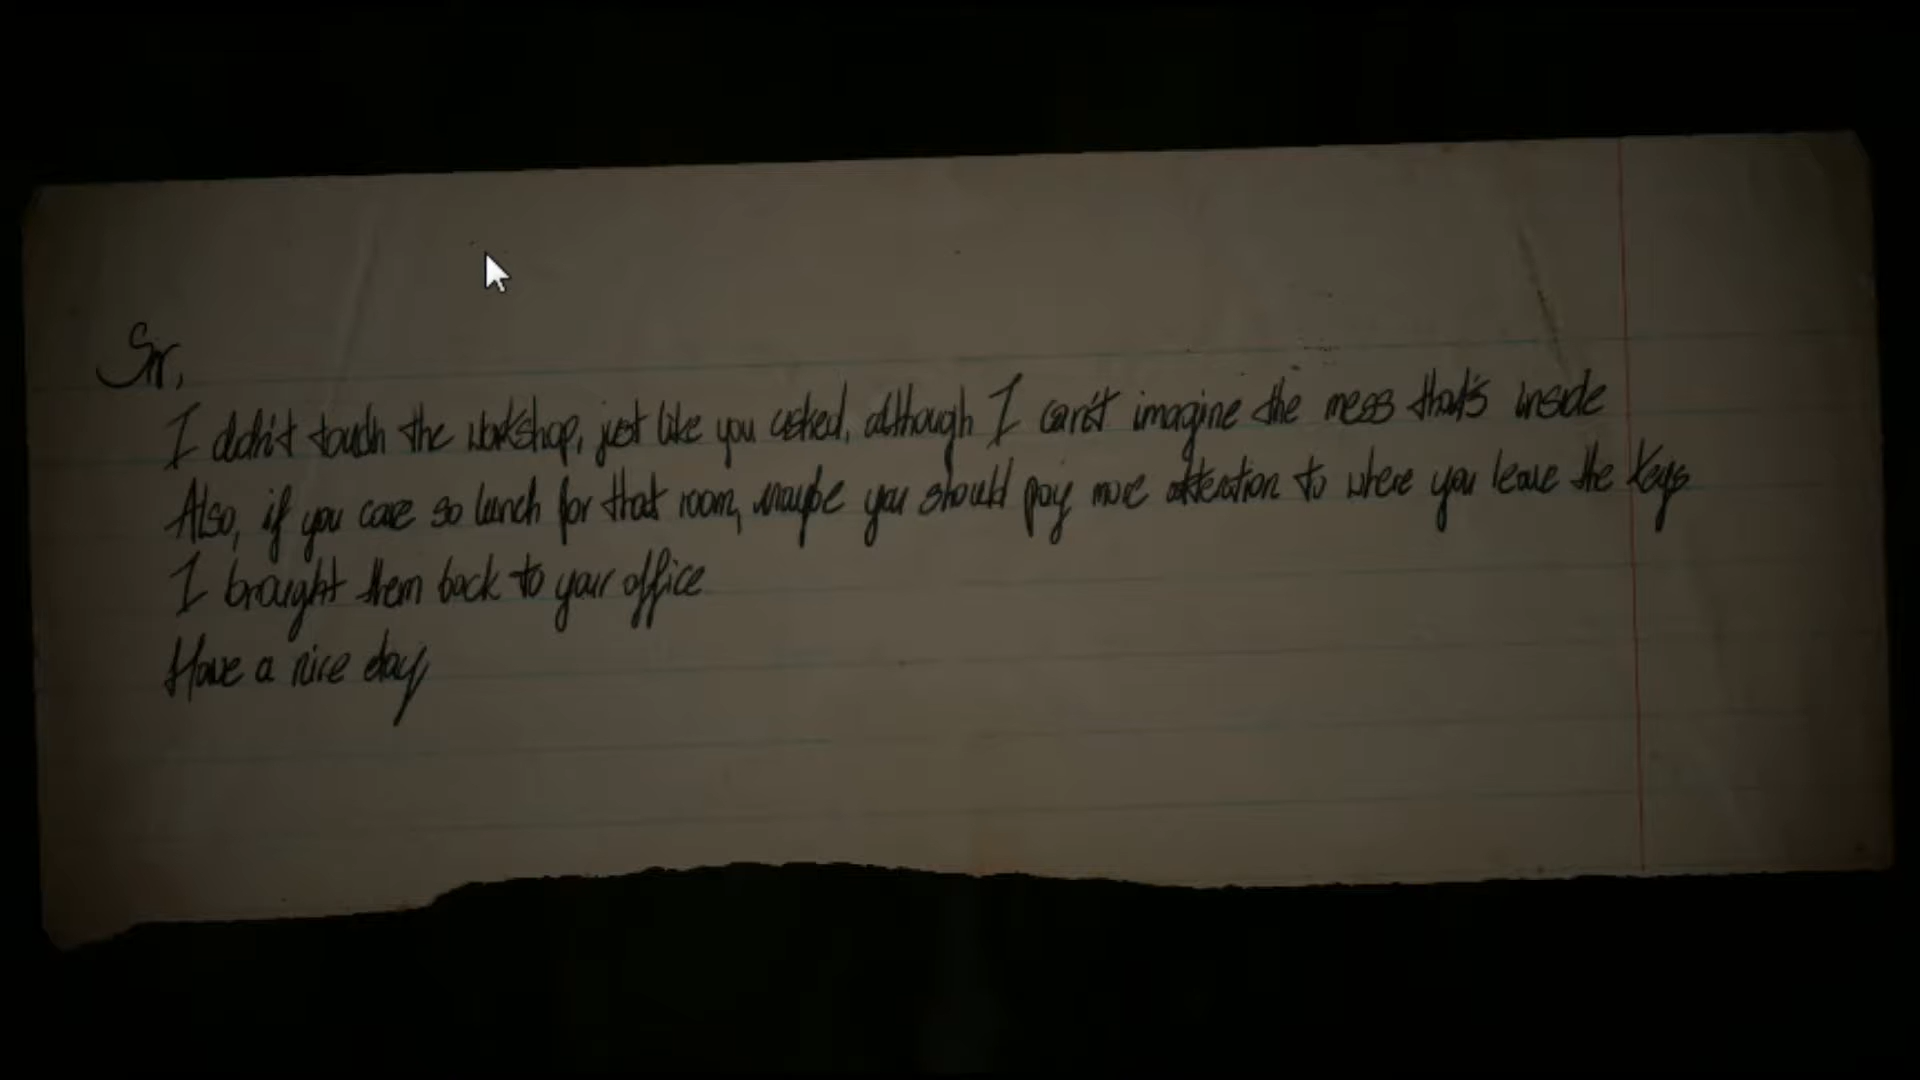 Sir,
I didn't touch the workshop, just like you asked, although I can't imagine the mess that's inside
Also, if you care so much for that room, maybe you should pay more attention to where you leave the keys
I brought them back to your office
Have a nice day